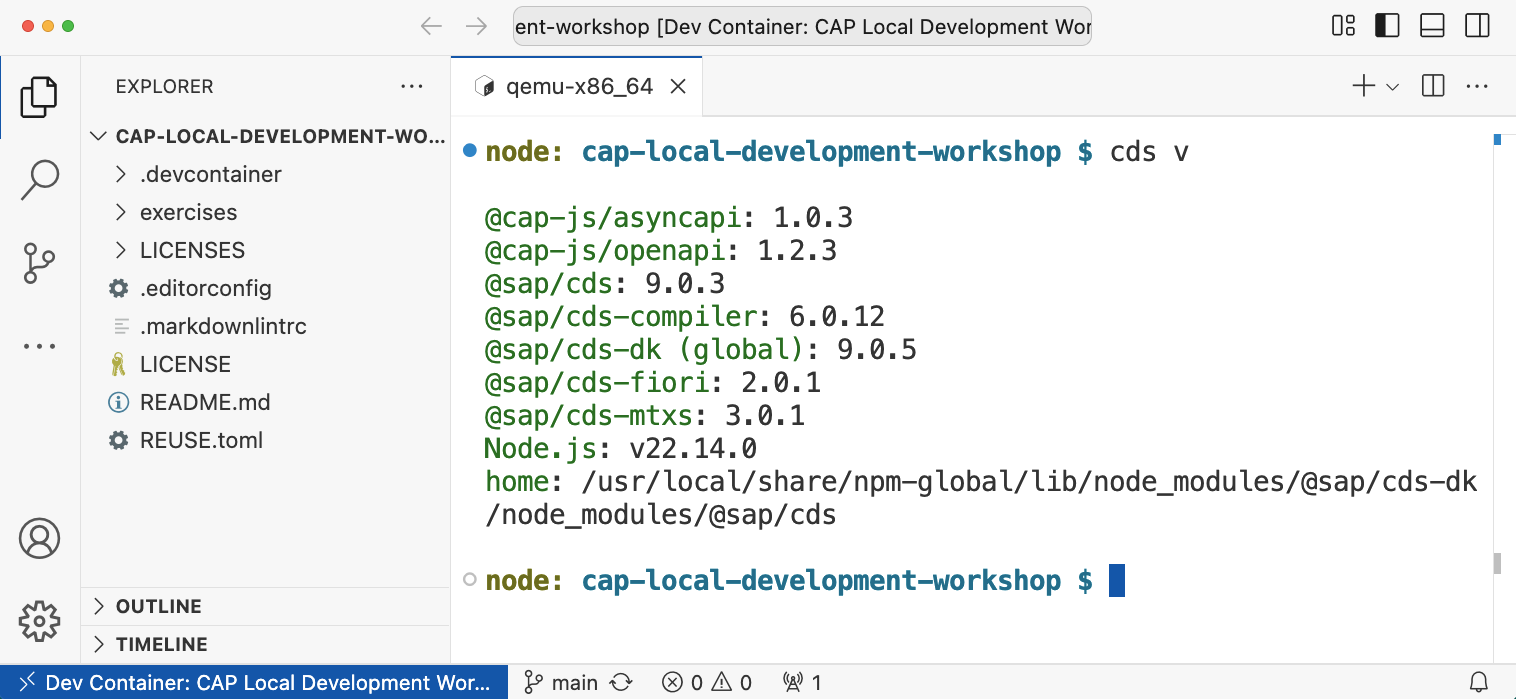 ent-workshop [Dev Container: CAP Local Development Wor
EXPLORER
CAP-LOCAL-DEVELOPMENT-WO...
.devcontainer
exercises
LICENSES
.editorconfig
.markdownlintrc
LICENSE
README.md
REUSE.toml
OUTLINE
TIMELINE
qemu-x86_64
node: cap-local-development-workshop $ cds v
@cap-js/asyncapi: 1.0.3
@cap-js/openapi: 1.2.3
@sap/cds: 9.0.3
@sap/cds-compiler: 6.0.12
@sap/cds-dk (global): 9.0.5
@sap/cds-fiori: 2.0.1
@sap/cds-mtxs: 3.0.1
Node.js: v22.14.0
home: /usr/local/share/npm-global/lib/node_modules/@sap/cds-dk
/node_modules/@sap/cds
node: cap-local-development-workshop $
Dev Container: CAP Local Development Wor... main 0 0 1